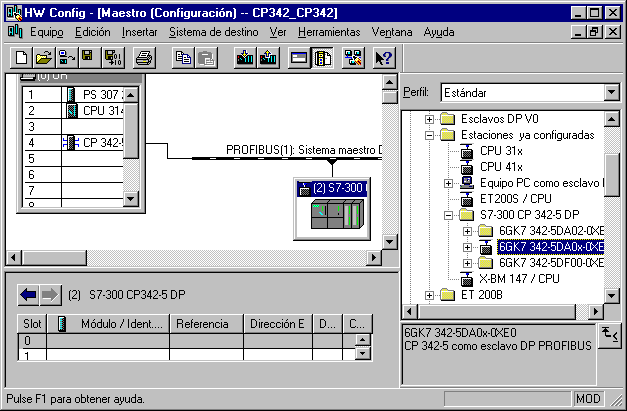 HW Config - [Maestro (Configuración) -- CP342_CP342]
Equipo Edición Insertar Sistema de destino Ver Herramientas Ventana Ayuda
(0) UR
1 PS 307 2
2 CPU 314
3
4 CP 342-5
5
6
7
8
PROFIBUS(1): Sistema maestro D
(2) S7-300
Perfil: Estándar
Esclavos DP V0
Estaciones ya configuradas
CPU 31x
CPU 41x
Equipo PC como esclavo
ET200S / CPU
S7-300 CP 342-5 DP
6GK7 342-5DA02-0XE
6GK7 342-5DA0x-0XE
6GK7 342-5DF00-0XE
X-BM 147 / CPU
ET 200B
(2) S7-300 CP342-5 DP
Slot Módulo / Ident.... Referencia Dirección E D... C...
0
1
6GK7 342-5DA0x-0XE0
CP 342-5 como esclavo DP PROFIBUS
Pulse F1 para obtener ayuda. MOD